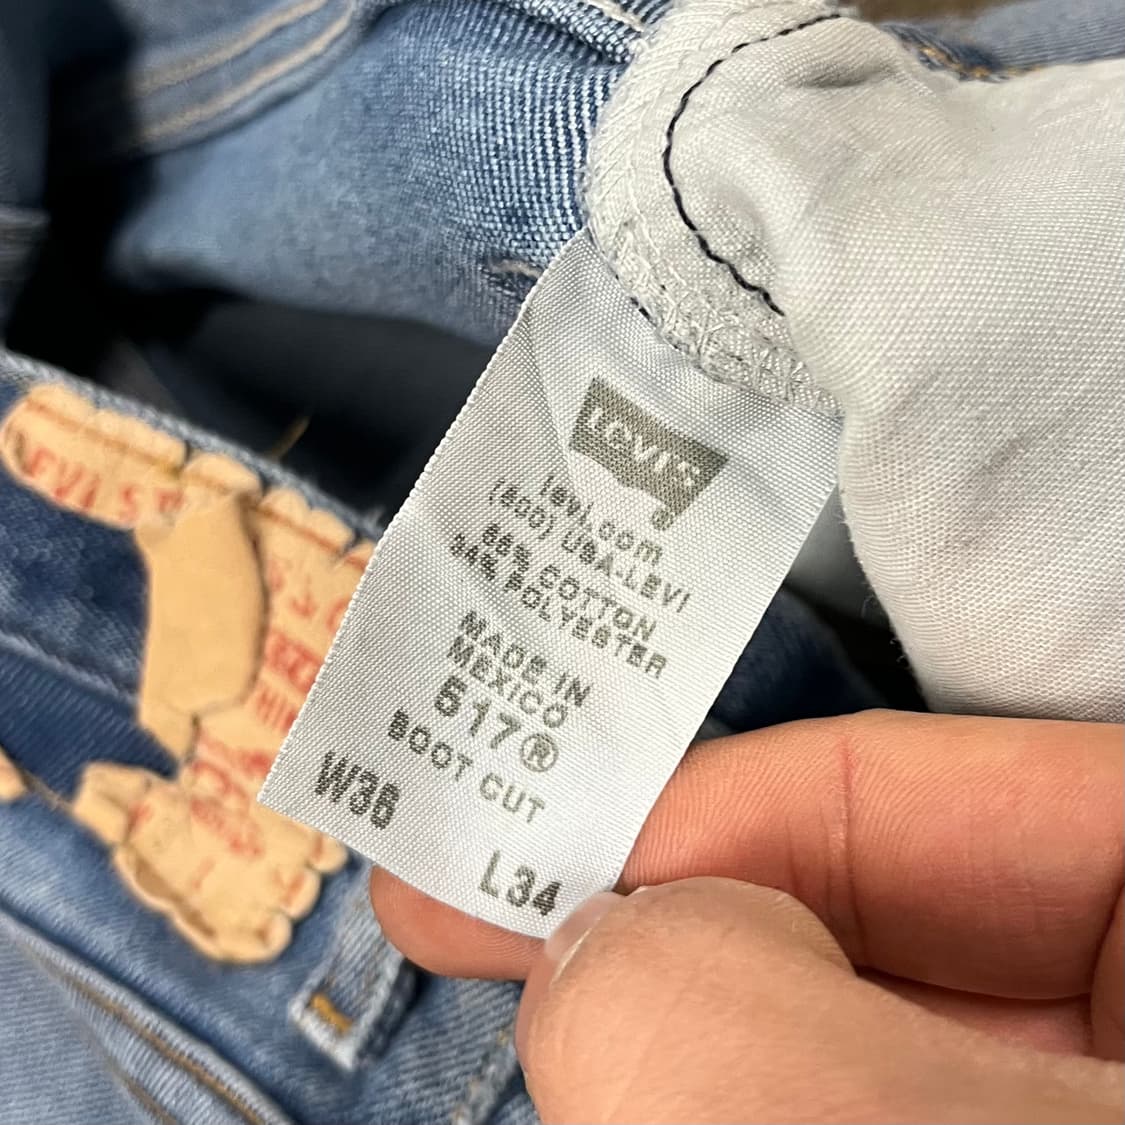 Levi's
levi.com
(800) USA-LEVI
66% COTTON
34% POLYESTER
MADE IN
MEXICO
517®
BOOT CUT
W36
L34